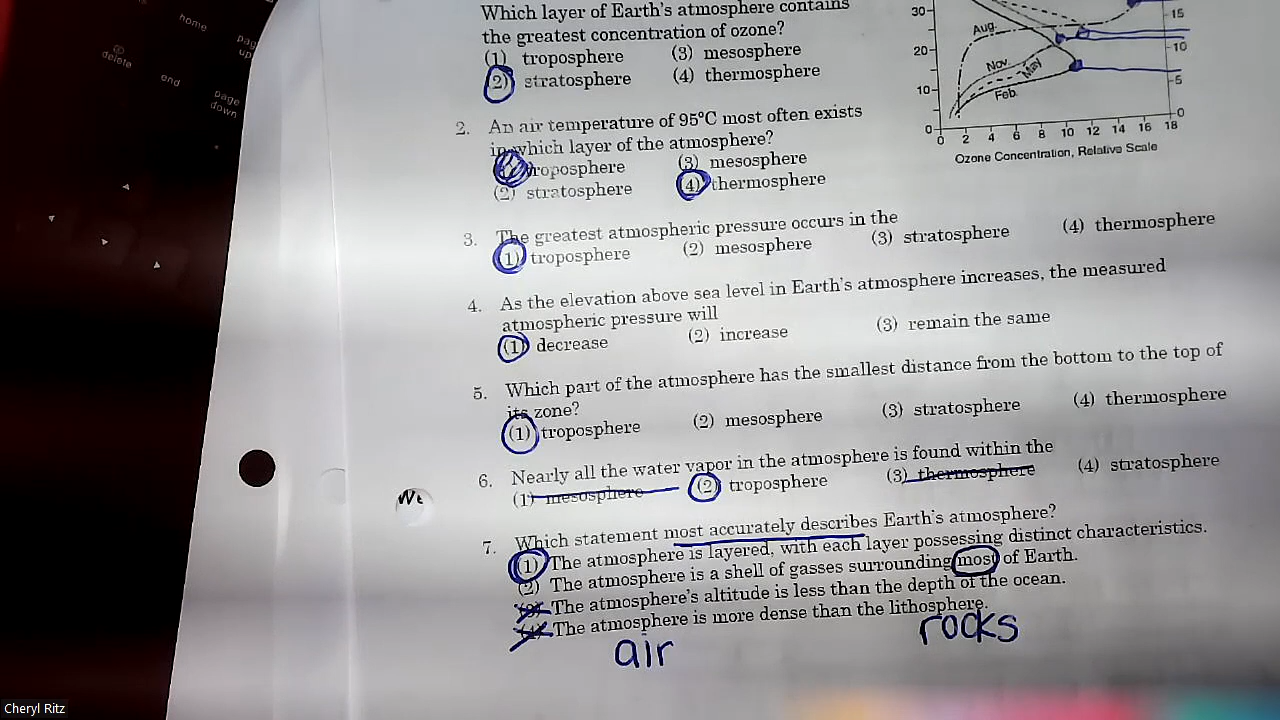 home
page up
delete
end
page down
Which layer of Earth's atmosphere contains
the greatest concentration of ozone?
(1) troposphere (3) mesosphere
(2) stratosphere (4) thermosphere
2. An air temperature of 95°C most often exists
in which layer of the atmosphere?
troposphere (3) mesosphere
(2) stratosphere (4) thermosphere
30
20
10
0
15
10
5
0
Aug.
Nov.
May
Feb.
0 2 4 6 8 10 12 14 16 18
Ozone Concentration, Relative Scale
3. The greatest atmospheric pressure occurs in the
(1) troposphere (2) mesosphere (3) stratosphere (4) thermosphere
4. As the elevation above sea level in Earth's atmosphere increases, the measured
atmospheric pressure will
(1) decrease (2) increase (3) remain the same
5. Which part of the atmosphere has the smallest distance from the bottom to the top of
its zone?
(1) troposphere (2) mesosphere (3) stratosphere (4) thermosphere
6. Nearly all the water vapor in the atmosphere is found within the
(1) mesosphere (2) troposphere (3) thermosphere (4) stratosphere
7. Which statement most accurately describes Earth's atmosphere?
(1) The atmosphere is layered, with each layer possessing distinct characteristics.
(2) The atmosphere is a shell of gasses surrounding most of Earth.
The atmosphere's altitude is less than the depth of the ocean.
The atmosphere is more dense than the lithosphere.
air rocks
Cheryl Ritz